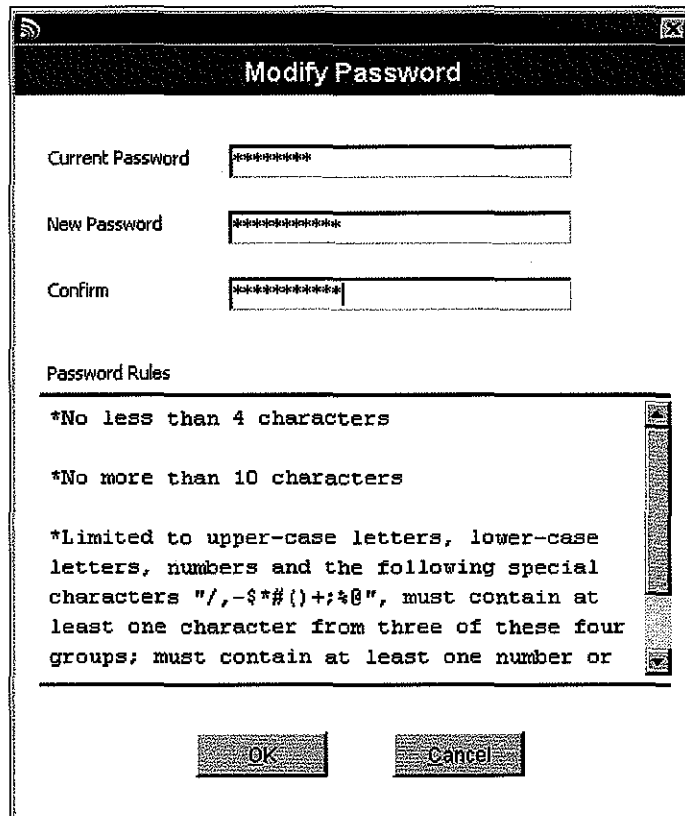 Modify Password
Current Password ********
New Password ***********
Confirm ***********
Password Rules
*No less than 4 characters
*No more than 10 characters
*Limited to upper-case letters, lower-case
letters, numbers and the following special
characters "/,-$*#()+;%@", must contain at
least one character from three of these four
groups; must contain at least one number or
OK Cancel